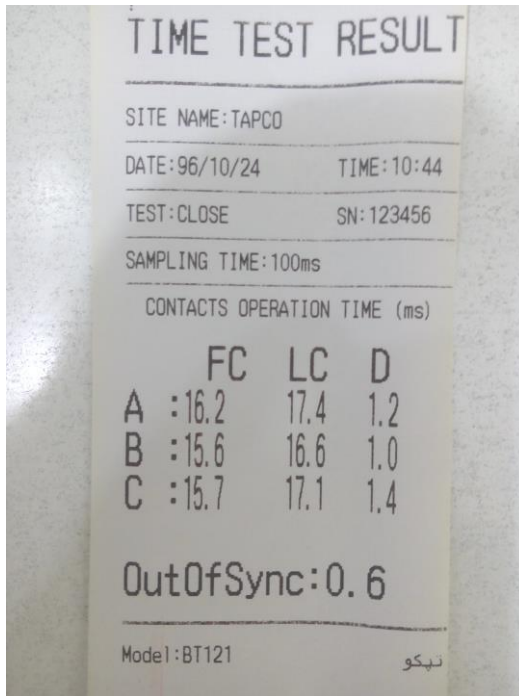 TIME TEST RESULT
SITE NAME:TAPCO
DATE:96/10/24 TIME:10:44
TEST:CLOSE SN:123456
SAMPLING TIME:100ms
CONTACTS OPERATION TIME (ms)
FC LC D
A :16.2 17.4 1.2
B :15.6 16.6 1.0
C :15.7 17.1 1.4
OutOfSync:0.6
Model:BT121 تپکو